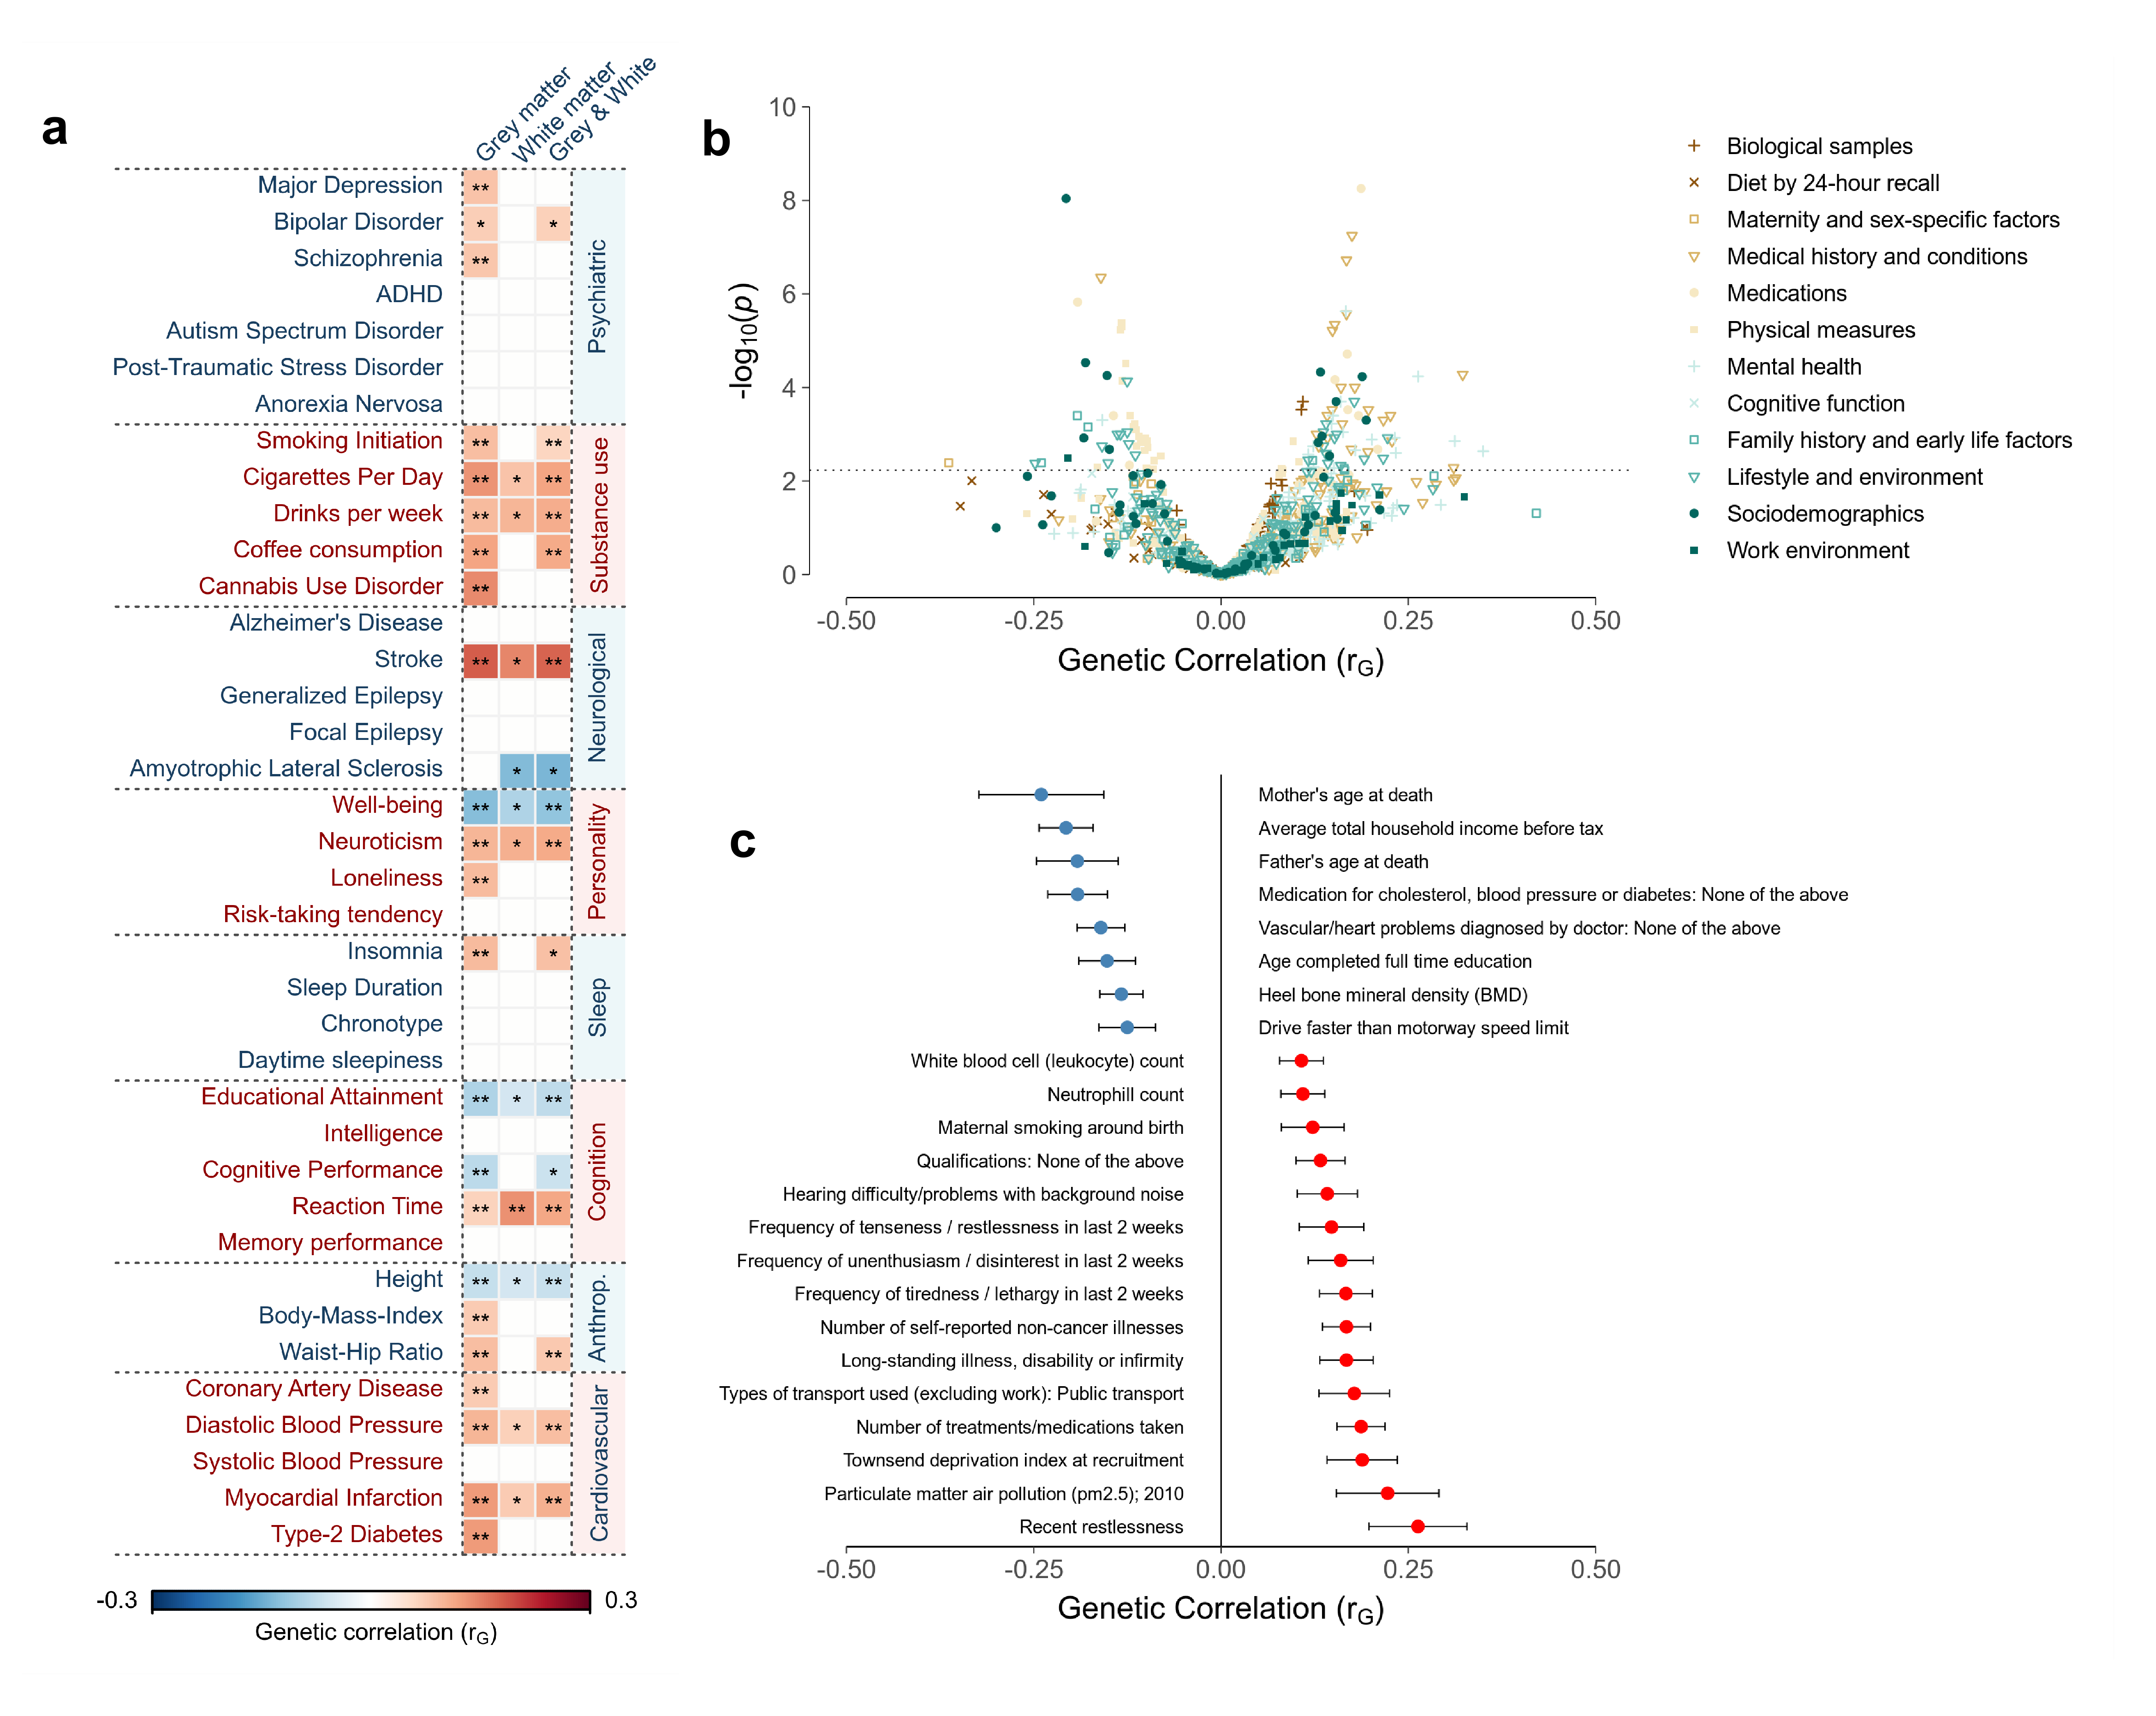 a
Grey matter
White matter
Grey & White
Major Depression
**
Bipolar Disorder
* *
Schizophrenia
**
ADHD
Autism Spectrum Disorder
Post-Traumatic Stress Disorder
Anorexia Nervosa
Psychiatric
Smoking Initiation
** **
Cigarettes Per Day
** * **
Drinks per week
** * **
Coffee consumption
** **
Cannabis Use Disorder
**
Substance use
Alzheimer's Disease
Stroke
** * **
Generalized Epilepsy
Focal Epilepsy
Amyotrophic Lateral Sclerosis
* *
Neurological
Well-being
** * **
Neuroticism
** * **
Loneliness
**
Risk-taking tendency
Personality
Insomnia
** *
Sleep Duration
Chronotype
Daytime sleepiness
Sleep
Educational Attainment
** * **
Intelligence
Cognitive Performance
** *
Reaction Time
** ** **
Memory performance
Cognition
Height
** * **
Body-Mass-Index
**
Waist-Hip Ratio
** **
Anthrop.
Coronary Artery Disease
**
Diastolic Blood Pressure
** * **
Systolic Blood Pressure
Myocardial Infarction
** * **
Type-2 Diabetes
**
Cardiovascular
-0.3 0.3
Genetic correlation (rG)
b
10
8
6
4
2
0
-log10(p)
-0.50 -0.25 0.00 0.25 0.50
Genetic Correlation (rG)
Biological samples
Diet by 24-hour recall
Maternity and sex-specific factors
Medical history and conditions
Medications
Physical measures
Mental health
Cognitive function
Family history and early life factors
Lifestyle and environment
Sociodemographics
Work environment
c
Mother's age at death
Average total household income before tax
Father's age at death
Medication for cholesterol, blood pressure or diabetes: None of the above
Vascular/heart problems diagnosed by doctor: None of the above
Age completed full time education
Heel bone mineral density (BMD)
Drive faster than motorway speed limit
White blood cell (leukocyte) count
Neutrophill count
Maternal smoking around birth
Qualifications: None of the above
Hearing difficulty/problems with background noise
Frequency of tenseness / restlessness in last 2 weeks
Frequency of unenthusiasm / disinterest in last 2 weeks
Frequency of tiredness / lethargy in last 2 weeks
Number of self-reported non-cancer illnesses
Long-standing illness, disability or infirmity
Types of transport used (excluding work): Public transport
Number of treatments/medications taken
Townsend deprivation index at recruitment
Particulate matter air pollution (pm2.5); 2010
Recent restlessness
-0.50 -0.25 0.00 0.25 0.50
Genetic Correlation (rG)